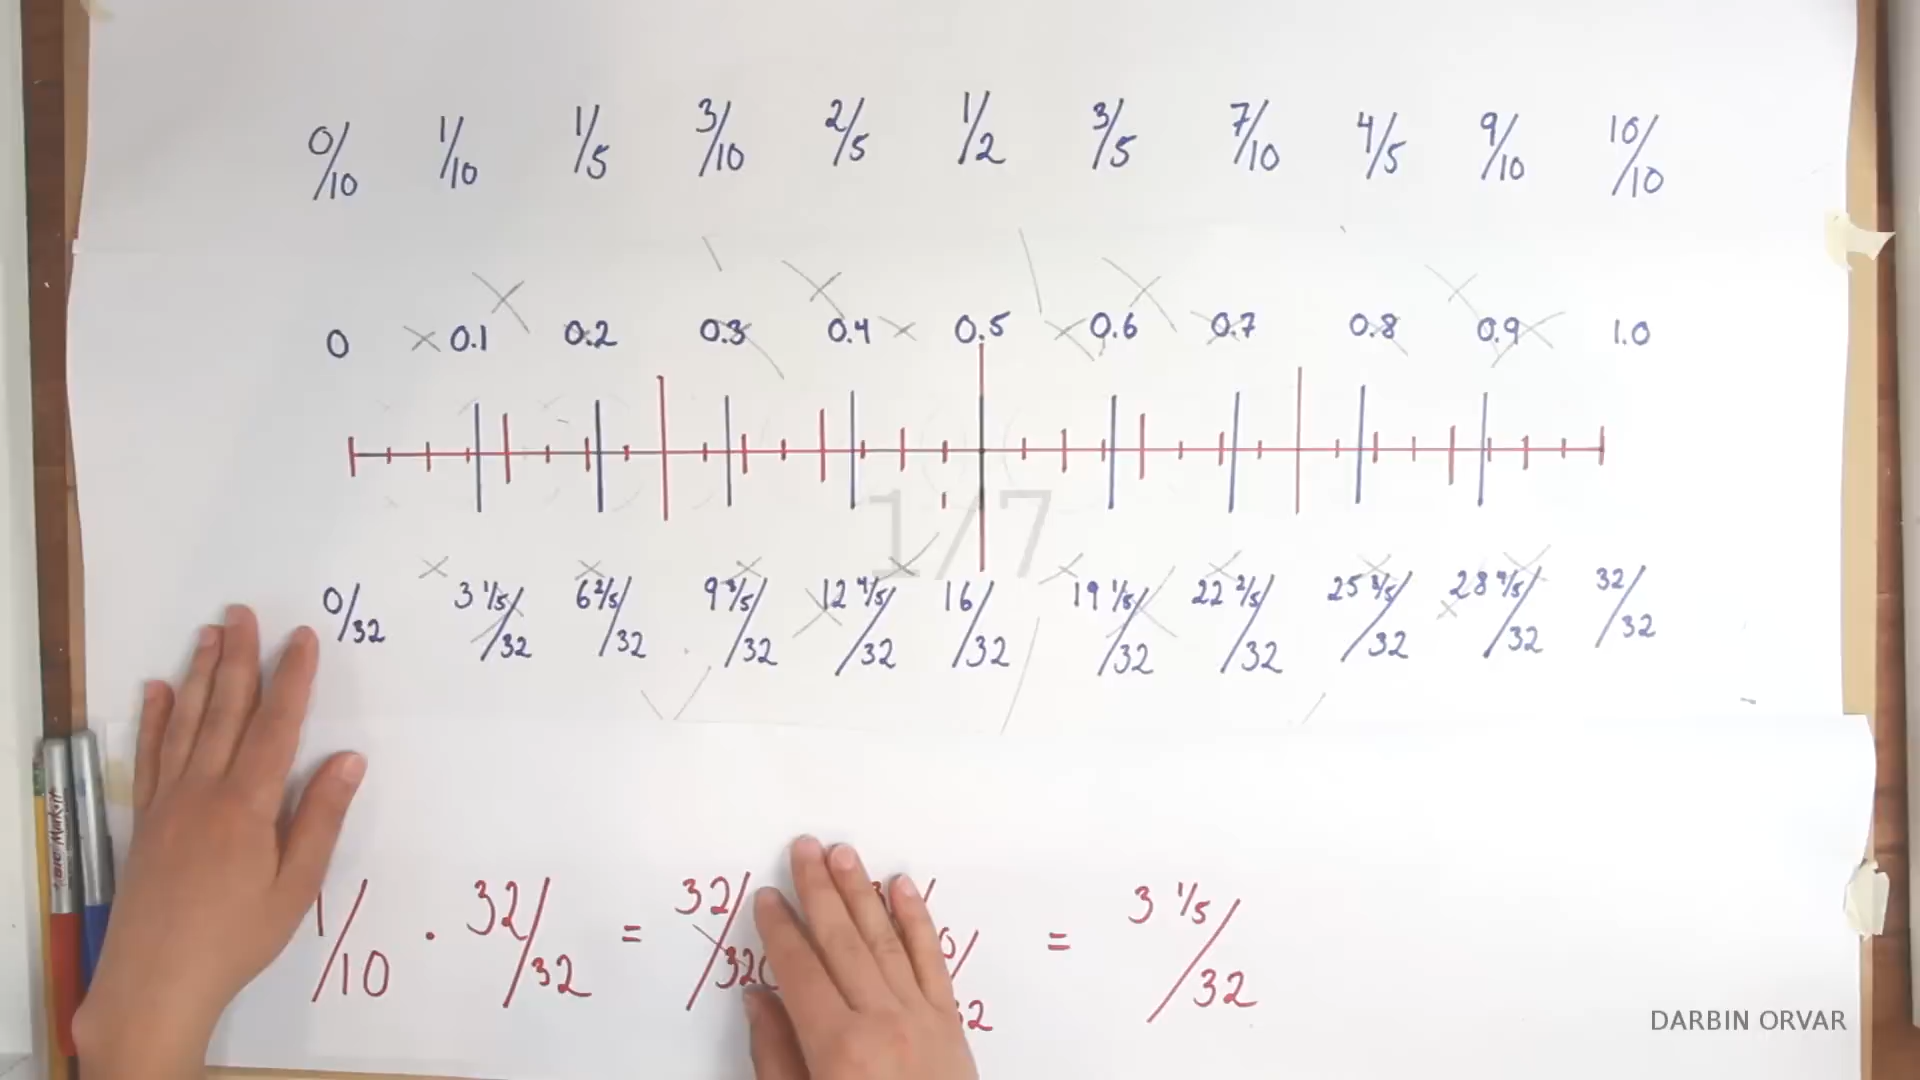 0/10 1/10 1/5 3/10 2/5 1/2 3/5 7/10 4/5 9/10 10/10
0 0.1 0.2 0.3 0.4 0.5 0.6 0.7 0.8 0.9 1.0
1/7
0/32 3 1/5/32 6 2/5/32 9 3/5/32 12 4/5/32 16/32 19 1/5/32 22 2/5/32 25 3/5/32 28 4/5/32 32/32
1/10 · 32/32 = 32/320 = 3 1/5/32
DARBIN ORVAR